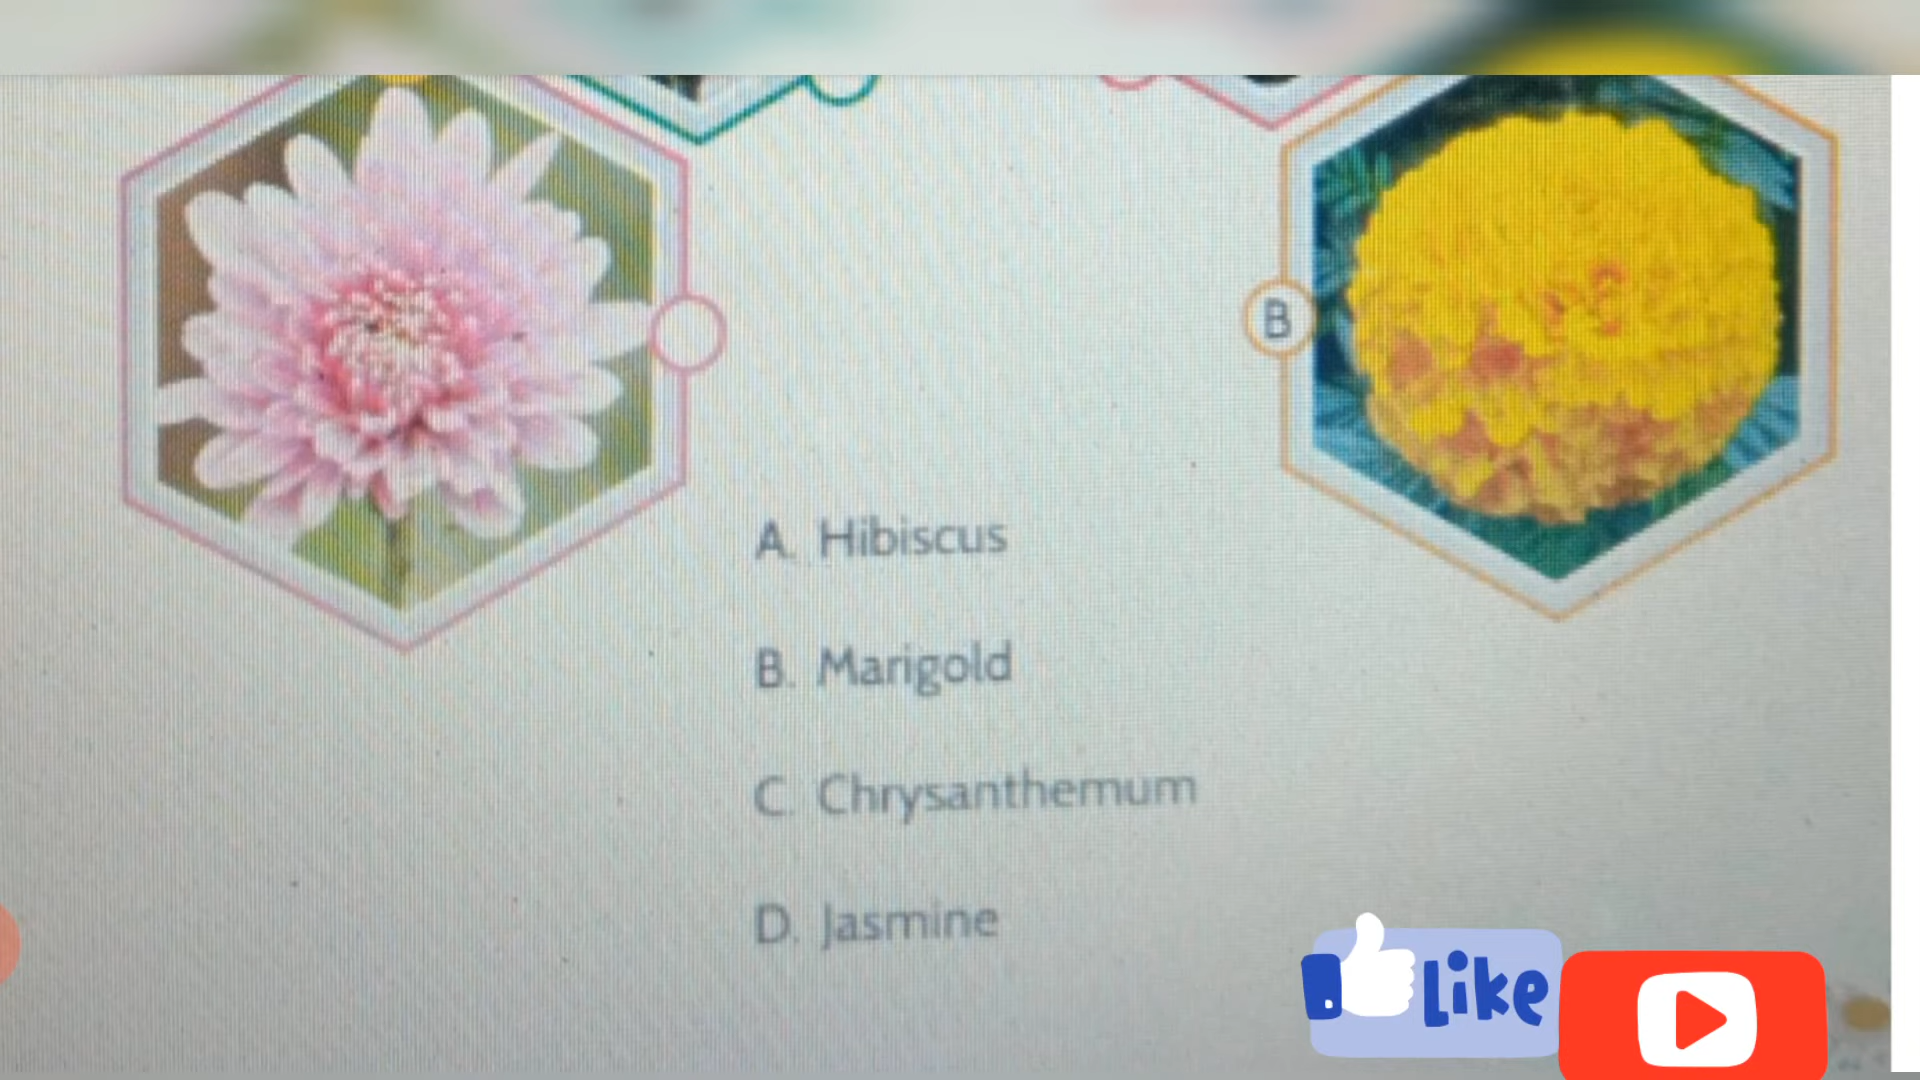 B
A. Hibiscus
B. Marigold
C. Chrysanthemum
D. Jasmine
Like